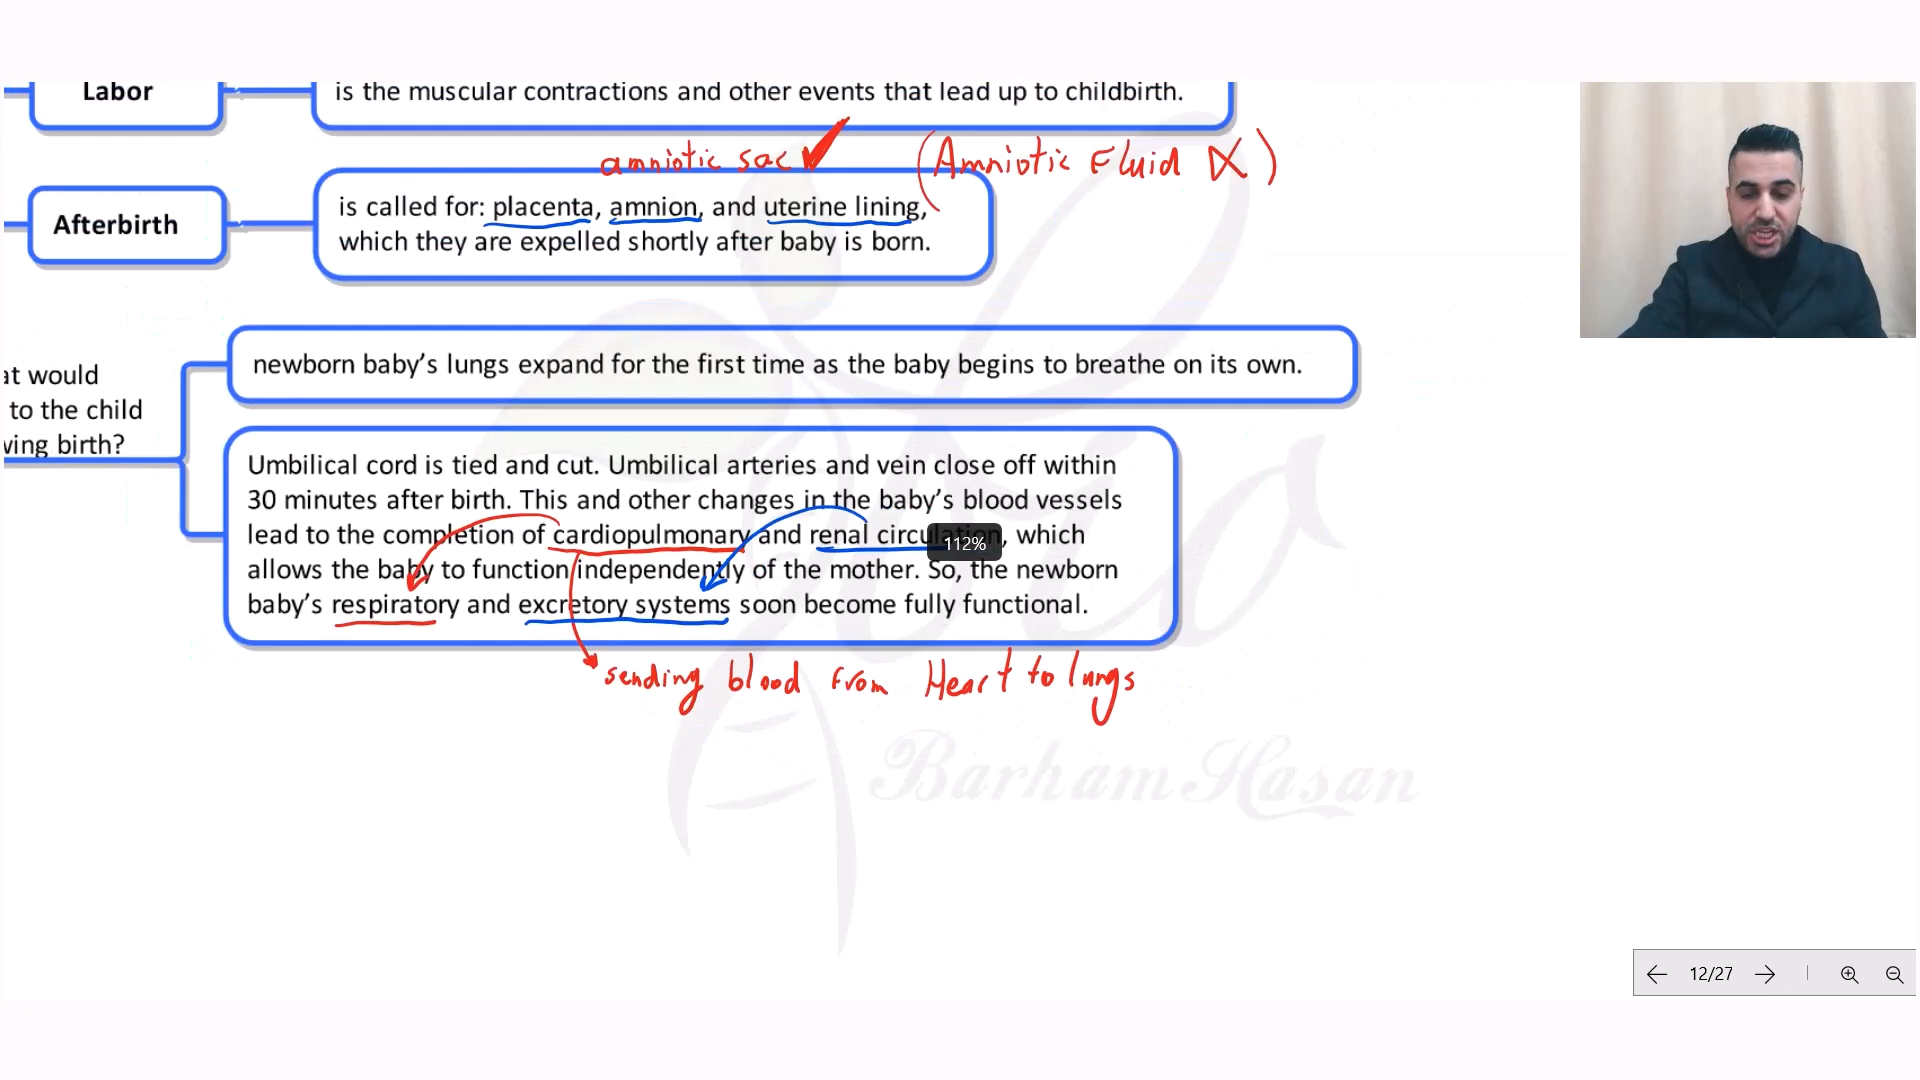 Labor
is the muscular contractions and other events that lead up to childbirth.
amniotic sac
(Amniotic Fluid X)
Afterbirth
is called for: placenta, amnion, and uterine lining,
which they are expelled shortly after baby is born.
newborn baby's lungs expand for the first time as the baby begins to breathe on its own.
at would
to the child
wing birth?
Umbilical cord is tied and cut. Umbilical arteries and vein close off within
30 minutes after birth. This and other changes in the baby's blood vessels
lead to the completion of cardiopulmonary and renal circulation, which
112%
allows the baby to function independently of the mother. So, the newborn
baby's respiratory and excretory systems soon become fully functional.
sending blood from Heart to lungs
Barham Hasan
12/27